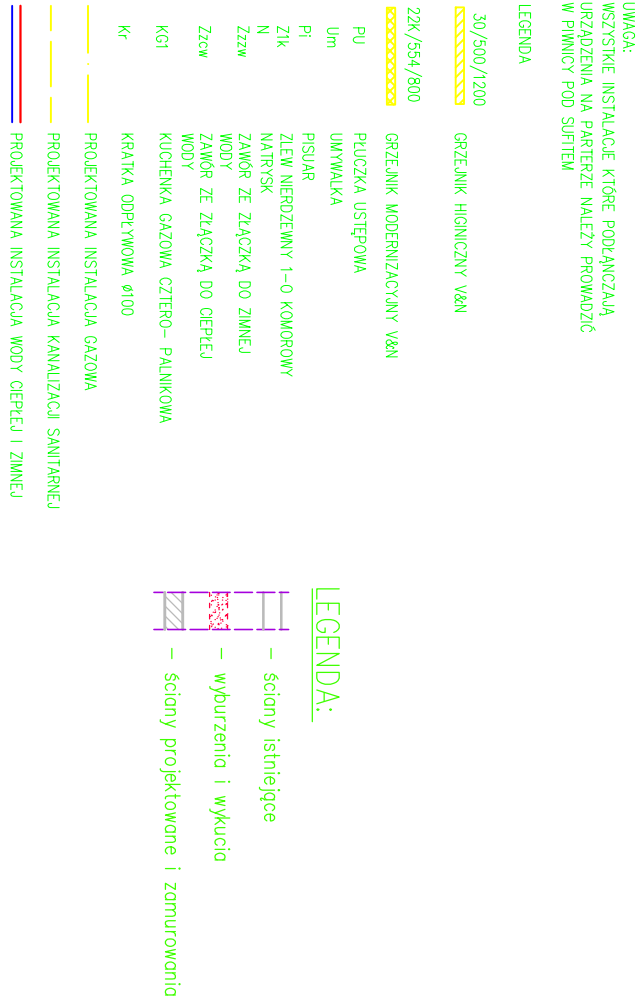 UWAGA:
WSZYSTKIE INSTALACJE KTÓRE PODŁĄNCZAJĄ
URZĄDZENIA NA PARTERZE NALEŻY PROWADZIĆ
W PIWNICY POD SUFITEM
LEGENDA
30/500/1200 GRZEJNIK HIGINICZNY V&N
22K/554/800 GRZEJNIK MODERNIZACYJNY V&N
PU PŁUCZKA USTĘPOWA
Um UMYWALKA
Pi PISUAR
Z1k ZLEW NIERDZEWNY 1-O KOMOROWY
N NATRYSK
Zzzw ZAWÓR ZE ZŁĄCZKĄ DO ZIMNEJ
WODY
Zzcw ZAWÓR ZE ZŁĄCZKĄ DO CIEPŁEJ
WODY
KG1 KUCHENKA GAZOWA CZTERO- PALNIKOWA
Kr KRATKA ODPŁYWOWA ø100
PROJEKTOWANA INSTALACJA GAZOWA
PROJEKTOWANA INSTALACJA KANALIZACJI SANITARNEJ
PROJEKTOWANA INSTALACJA WODY CIEPŁEJ I ZIMNEJ
LEGENDA:
- ściany istniejące
- wyburzenia i wykucia
- ściany projektowane i zamurowania